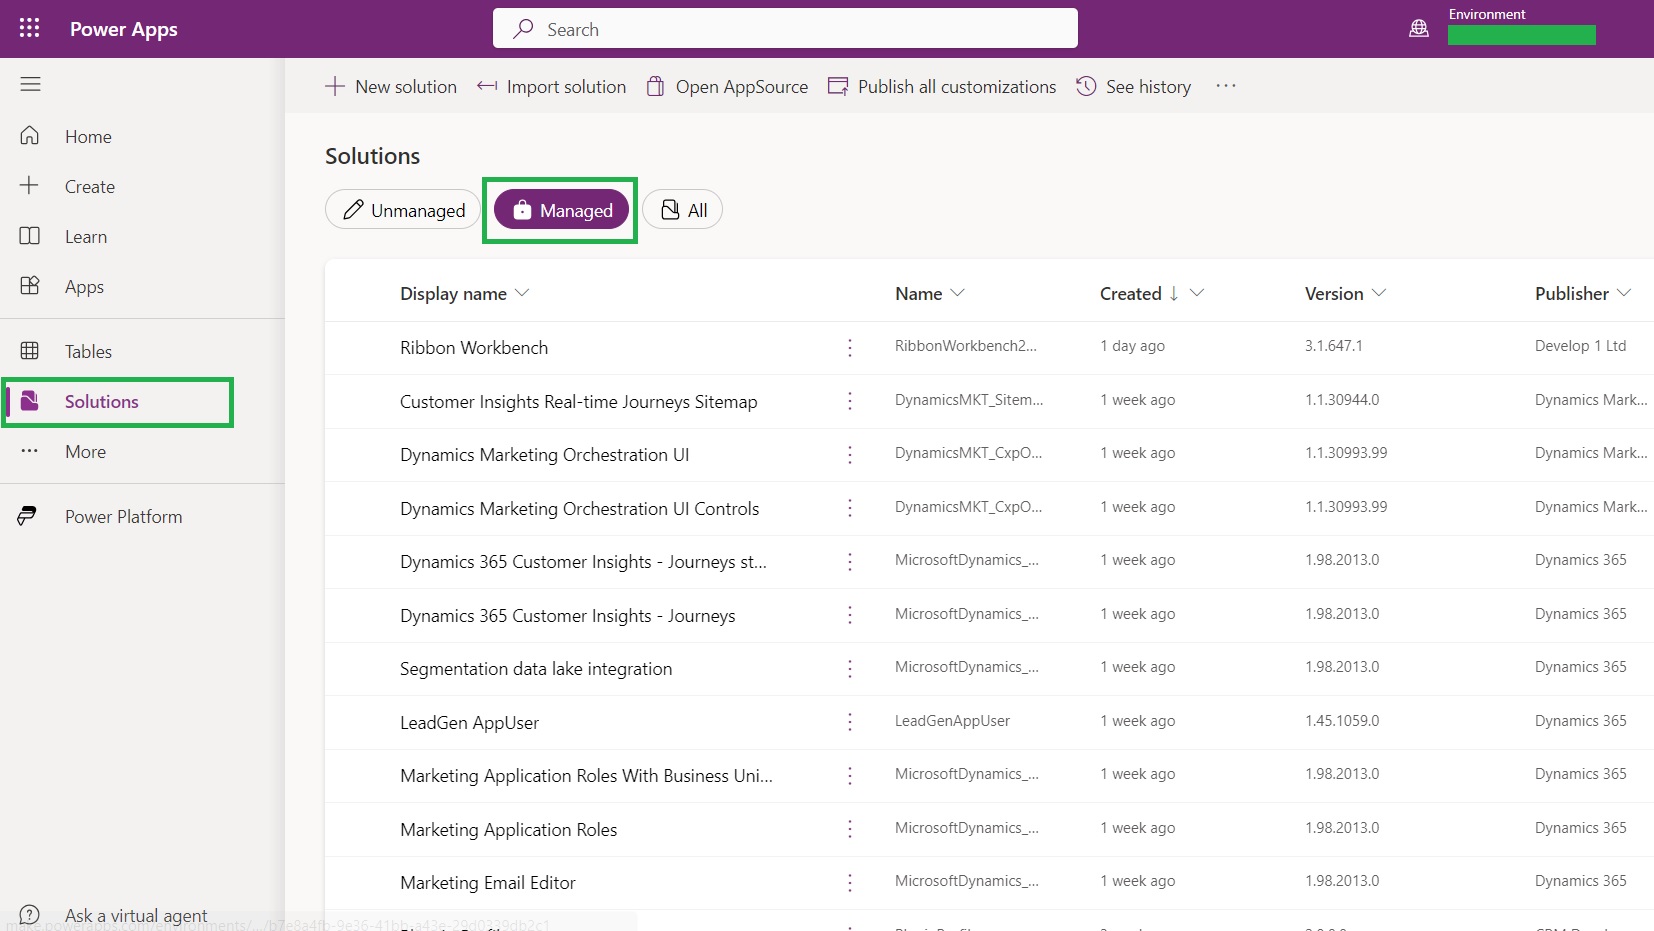 Power Apps
Search
Environment
New solution
Import solution
Open AppSource
Publish all customizations
See history
Home
Create
Learn
Apps
Tables
Solutions
More
Power Platform
Ask a virtual agent
Solutions
Unmanaged
Managed
All
Display name Name Created ↓ Version Publisher
Ribbon Workbench RibbonWorkbench2... 1 day ago 3.1.647.1 Develop 1 Ltd
Customer Insights Real-time Journeys Sitemap DynamicsMKT_Sitem... 1 week ago 1.1.30944.0 Dynamics Mark...
Dynamics Marketing Orchestration UI DynamicsMKT_CxpO... 1 week ago 1.1.30993.99 Dynamics Mark...
Dynamics Marketing Orchestration UI Controls DynamicsMKT_CxpO... 1 week ago 1.1.30993.99 Dynamics Mark...
Dynamics 365 Customer Insights - Journeys st... MicrosoftDynamics_... 1 week ago 1.98.2013.0 Dynamics 365
Dynamics 365 Customer Insights - Journeys MicrosoftDynamics_... 1 week ago 1.98.2013.0 Dynamics 365
Segmentation data lake integration MicrosoftDynamics_... 1 week ago 1.98.2013.0 Dynamics 365
LeadGen AppUser LeadGenAppUser 1 week ago 1.45.1059.0 Dynamics 365
Marketing Application Roles With Business Uni... MicrosoftDynamics_... 1 week ago 1.98.2013.0 Dynamics 365
Marketing Application Roles MicrosoftDynamics_... 1 week ago 1.98.2013.0 Dynamics 365
Marketing Email Editor MicrosoftDynamics_... 1 week ago 1.98.2013.0 Dynamics 365